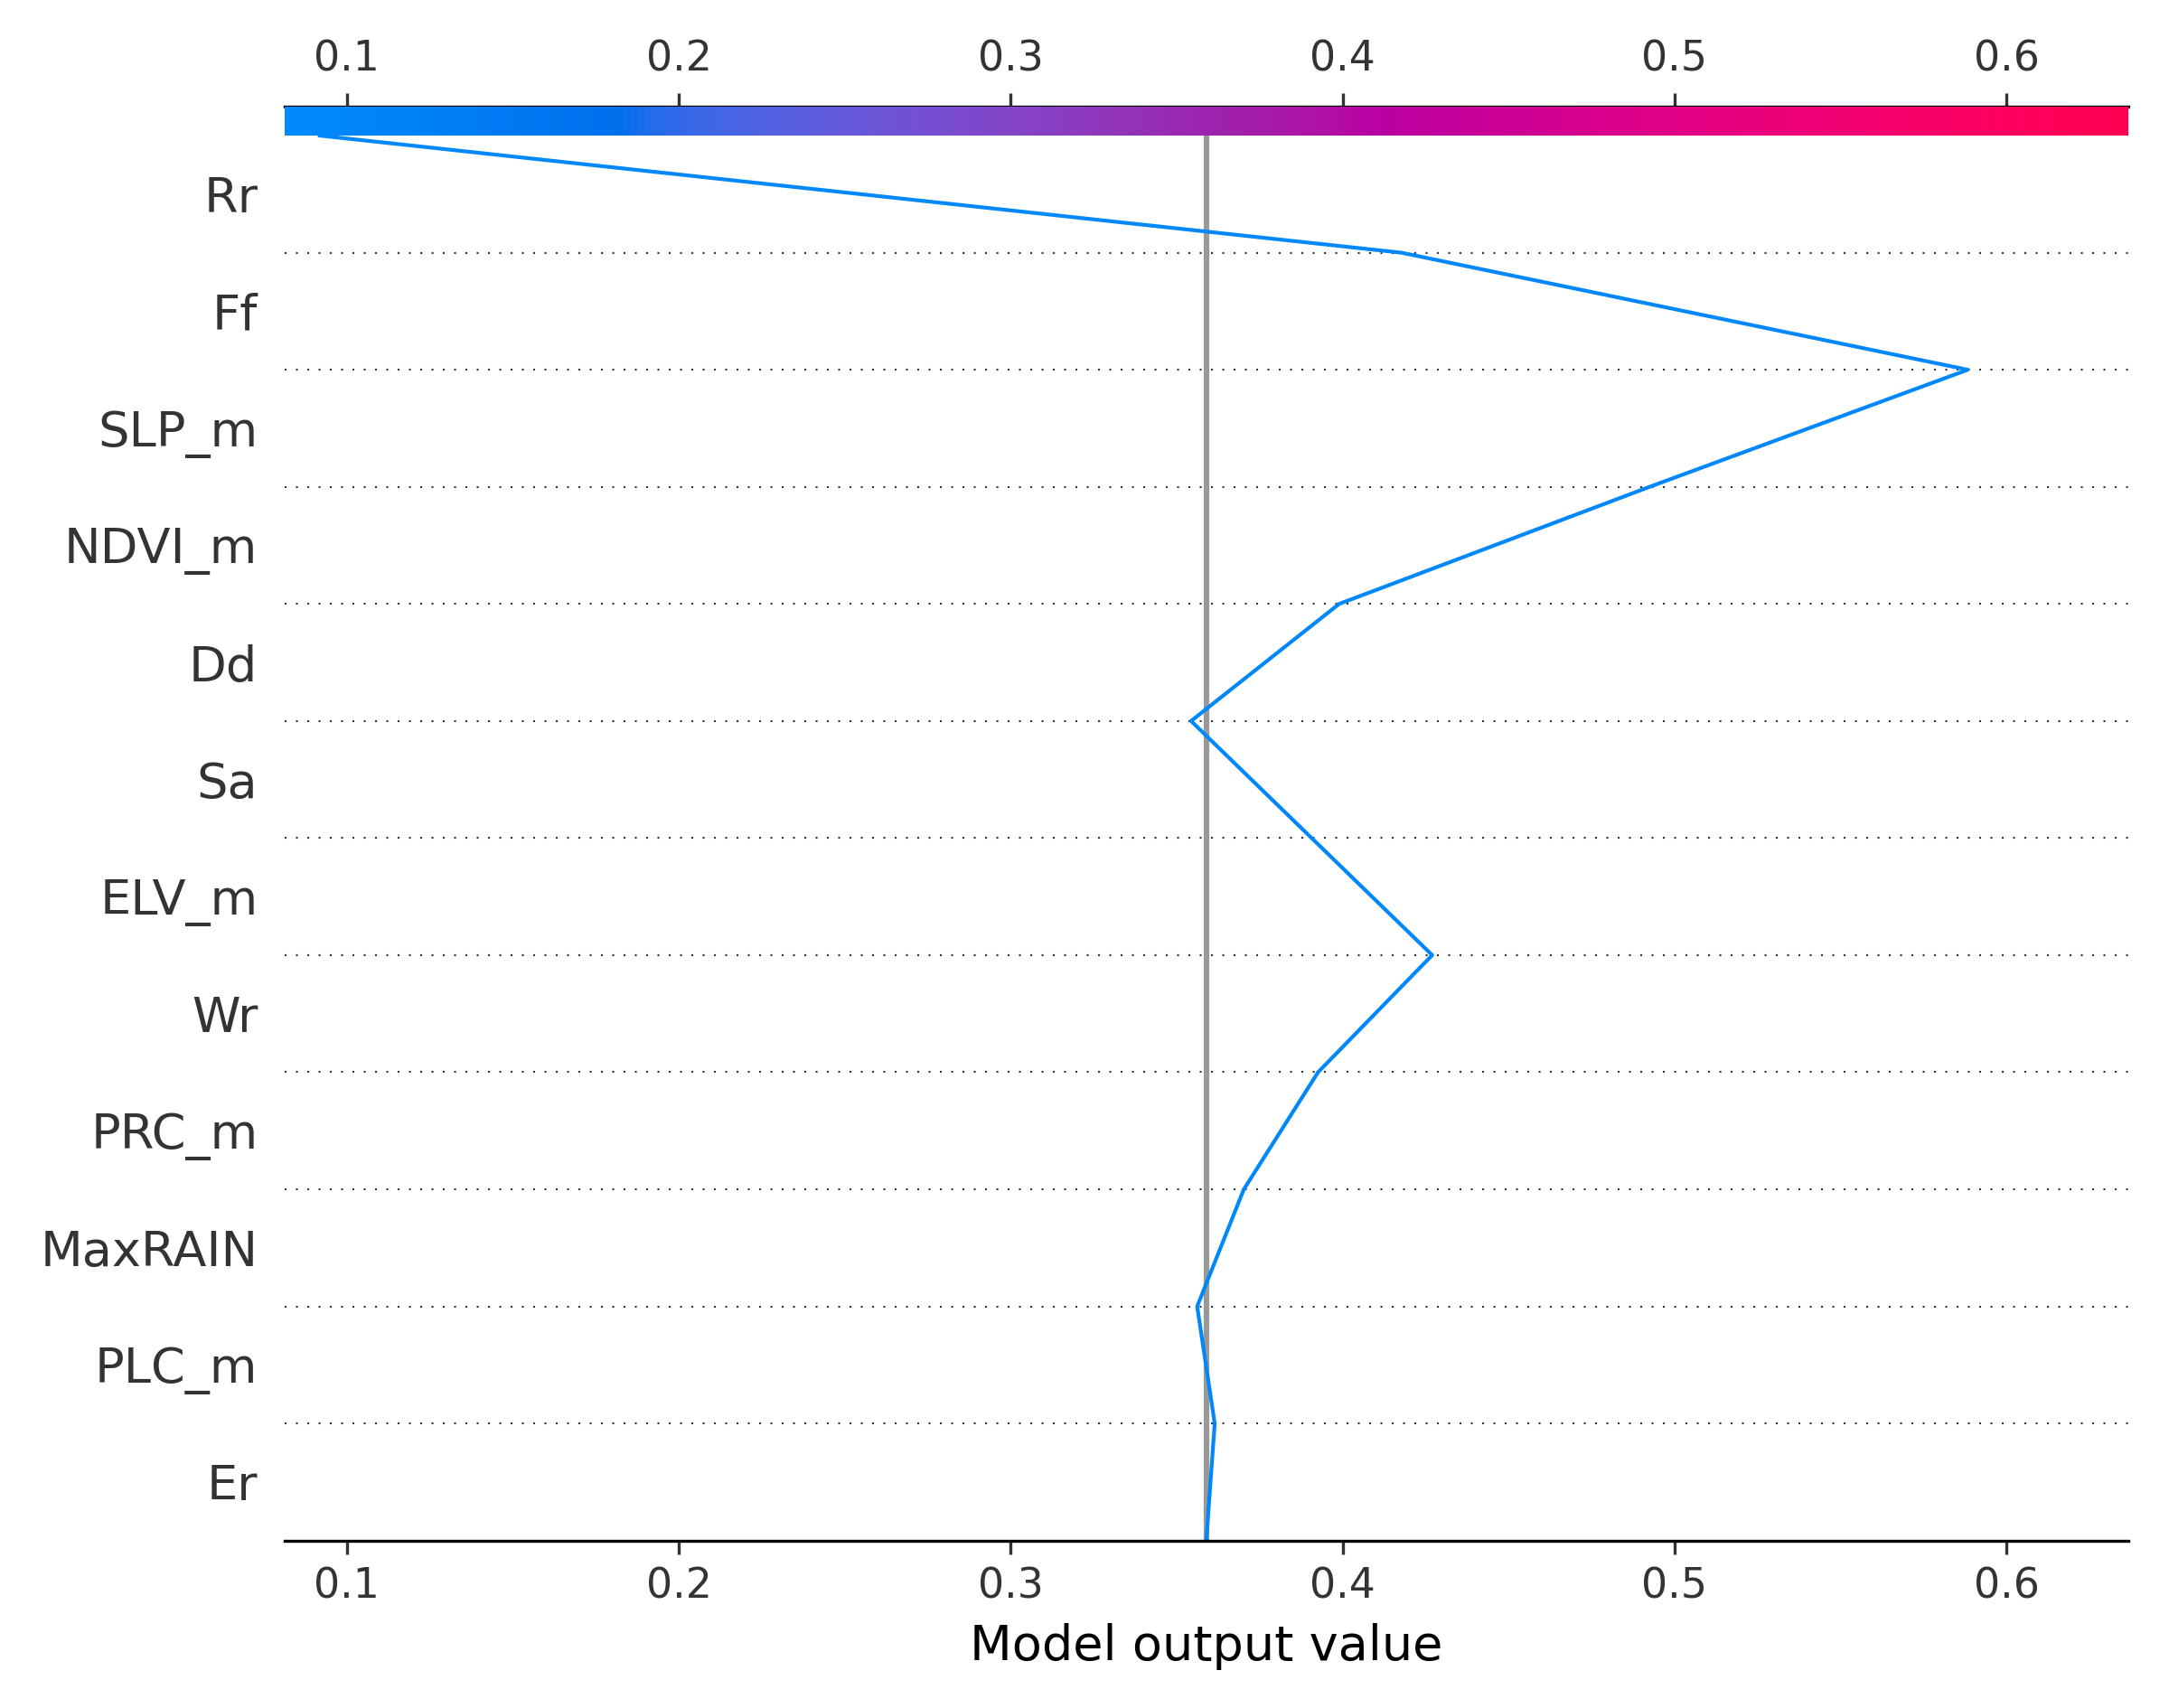 0.1 0.2 0.3 0.4 0.5 0.6
Rr
Ff
SLP_m
NDVI_m
Dd
Sa
ELV_m
Wr
PRC_m
MaxRAIN
PLC_m
Er
0.1 0.2 0.3 0.4 0.5 0.6
Model output value